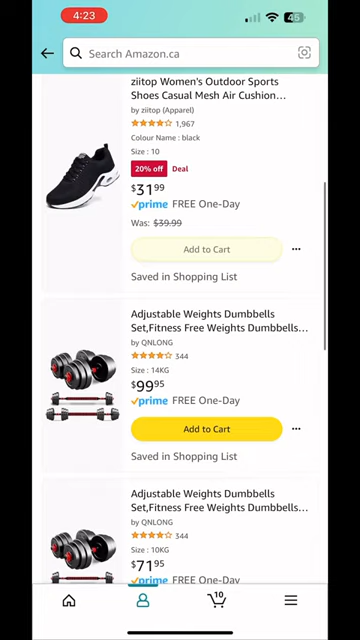 4:23
45
Search Amazon.ca
ziitop Women's Outdoor Sports
Shoes Casual Mesh Air Cushion...
by ziitop (Apparel)
1,967
Colour Name : black
Size : 10
20% off Deal
$31.99
prime FREE One-Day
Was: $39.99
Add to Cart
Saved in Shopping List
Adjustable Weights Dumbbells
Set,Fitness Free Weights Dumbbells...
by QNLONG
344
Size : 14KG
$99.95
prime FREE One-Day
Add to Cart
Saved in Shopping List
Adjustable Weights Dumbbells
Set,Fitness Free Weights Dumbbells...
by QNLONG
344
Size : 10KG
$71.95
prime FREE One-Day
10